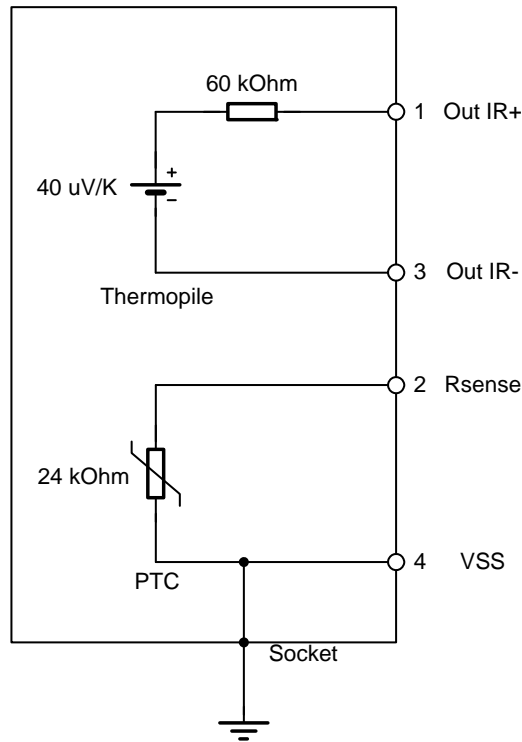 60 kOhm
1 Out IR+
+
40 uV/K
−
3 Out IR-
Thermopile
2 Rsense
24 kOhm
4 VSS
PTC
Socket